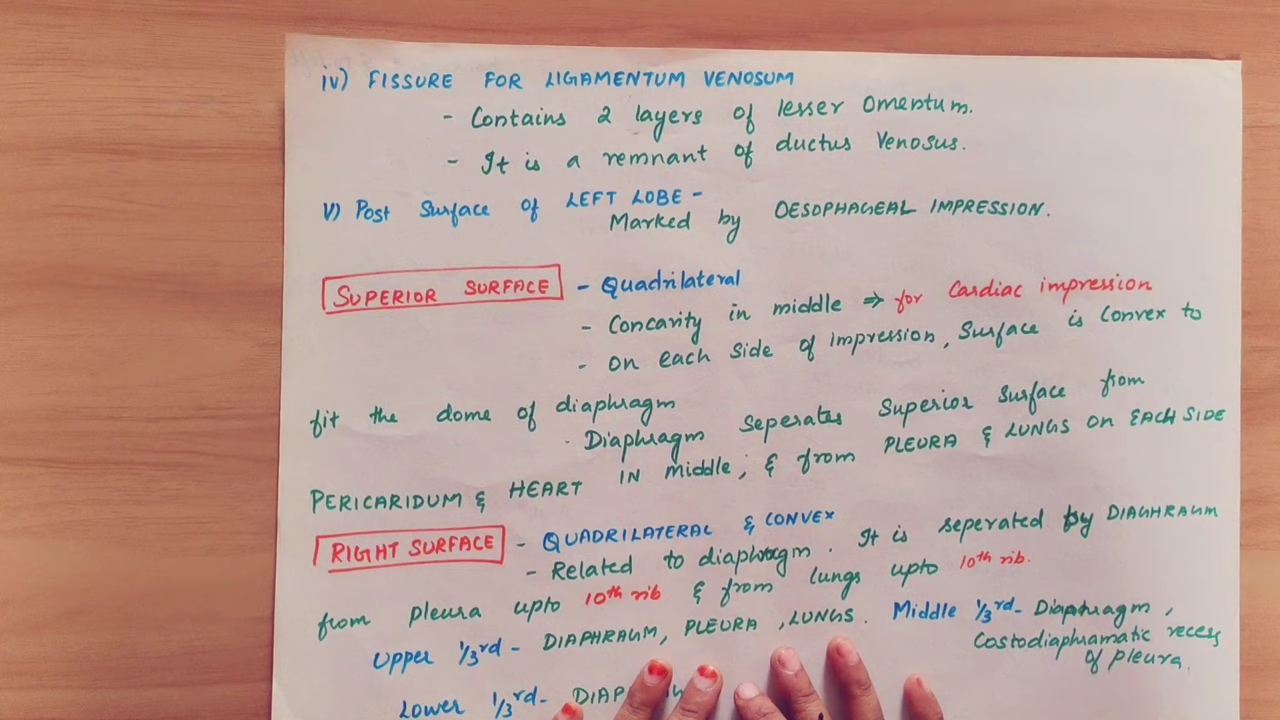 iv) FISSURE FOR LIGAMENTUM VENOSUM
- Contains 2 layers of lesser Omentum.
- It is a remnant of ductus Venosus.
V) Post Surface of LEFT LOBE -
Marked by OESOPHAGEAL IMPRESSION.
SUPERIOR SURFACE - Quadrilateral
- Concavity in middle ⇒ for Cardiac impression
- on each side of impression, Surface is Convex to
fit the dome of diaphragm
- Diaphragm seperates Superior Surface from
PERICARIDUM & HEART IN middle; & from PLEURA & LUNGS ON EACH SIDE
RIGHT SURFACE - QUADRILATERAL & CONVEX
- Related to diaphragm. It is seperated by DIAGHRAGM
from pleura upto 10th rib & from lungs upto 10th rib.
Upper 1/3rd - DIAPHRAGM, PLEURA, LUNGS. Middle 1/3rd - Diaphragm,
Costodiaphramatic recess
of pleura.
Lower 1/3rd -